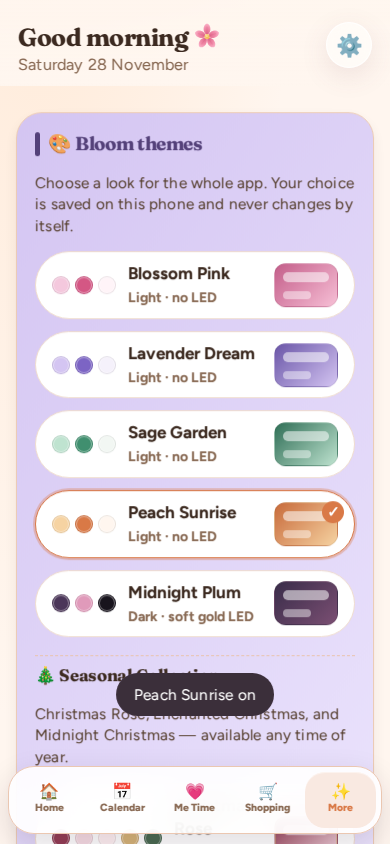 Good morning 🌸
Saturday 28 November
🎨 Bloom themes
Choose a look for the whole app. Your choice
is saved on this phone and never changes by
itself.
Blossom Pink
Light · no LED
Lavender Dream
Light · no LED
Sage Garden
Light · no LED
Peach Sunrise
Light · no LED
Midnight Plum
Dark · soft gold LED
🎄 Seasonal Collection
Peach Sunrise on
Christmas Rose, Enchanted Christmas, and
Midnight Christmas — available any time of
year.
Home
Calendar
Me Time
Shopping
More
Rose